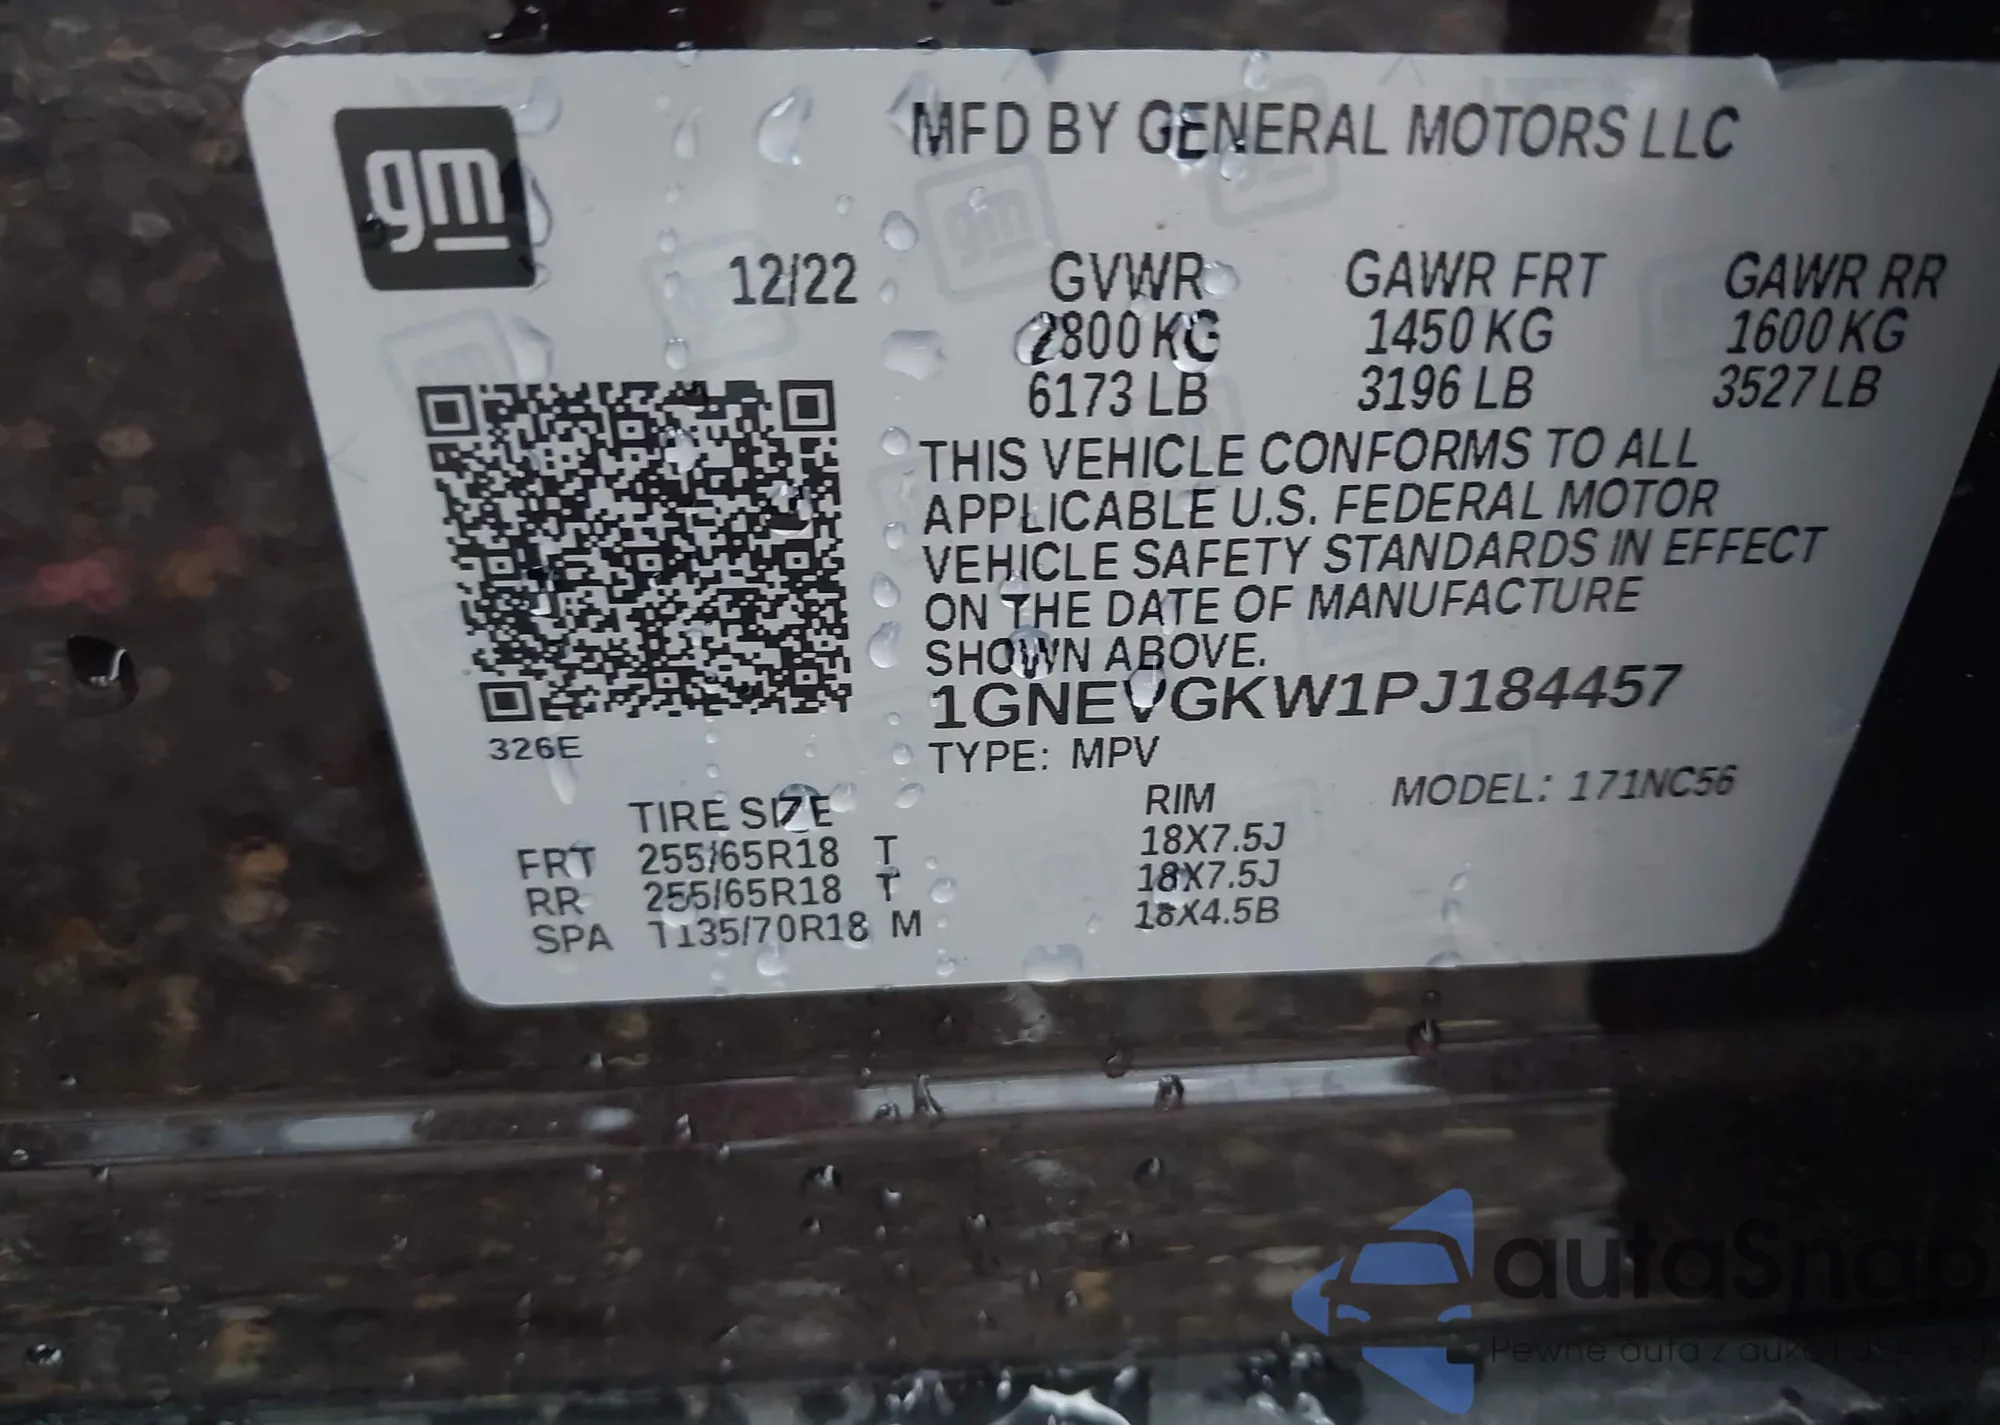 gm
MFD BY GENERAL MOTORS LLC
12/22 GVWR GAWR FRT GAWR RR
2800 KG 1450 KG 1600 KG
6173 LB 3196 LB 3527 LB
THIS VEHICLE CONFORMS TO ALL
APPLICABLE U.S. FEDERAL MOTOR
VEHICLE SAFETY STANDARDS IN EFFECT
ON THE DATE OF MANUFACTURE
SHOWN ABOVE.
1GNEVGKW1PJ184457
326E
TYPE: MPV
MODEL: 171NC56
TIRE SIZE RIM
FRT 255/65R18 T 18X7.5J
RR 255/65R18 T 18X7.5J
SPA T135/70R18 M 18X4.5B
autaSnap
Pewne auta z